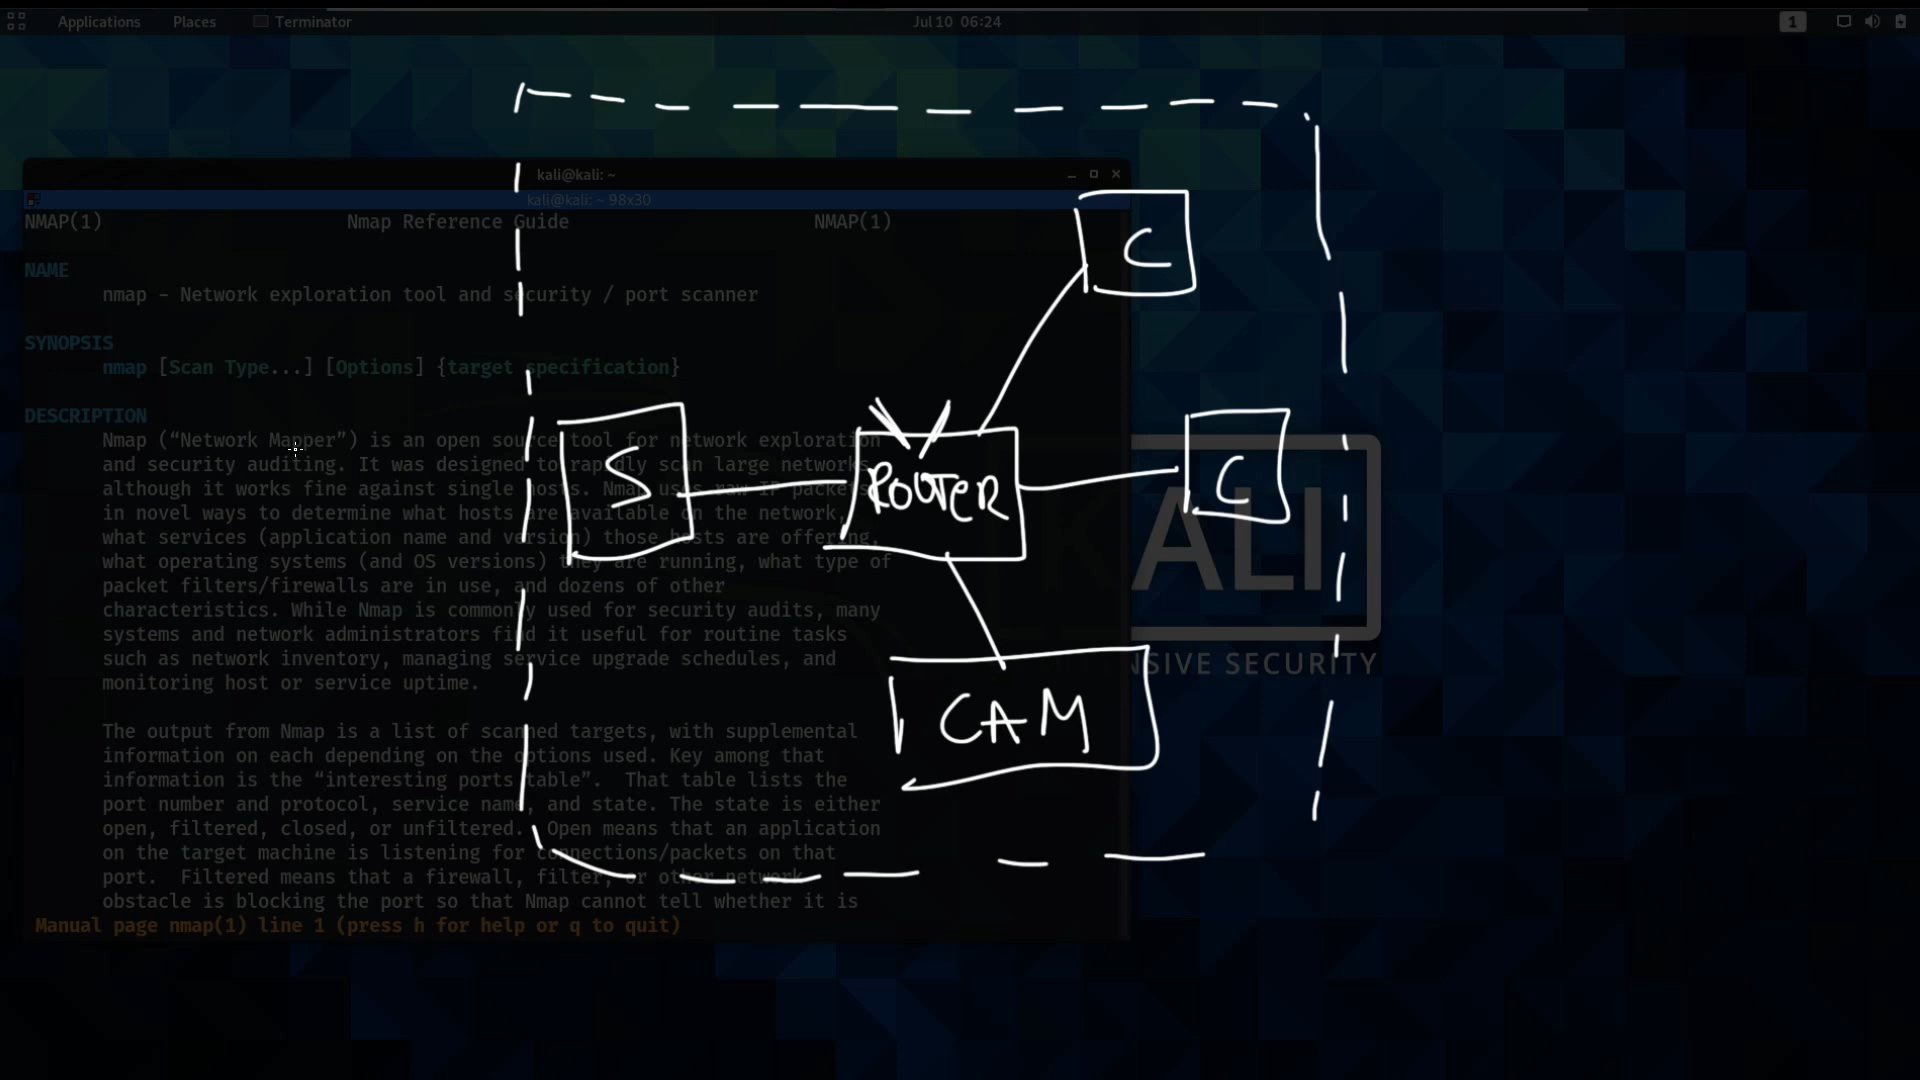 Applications Places Terminator Jul 10 06:24 1
kali@kali: ~
kali@kali: ~ 98x30
NMAP(1) Nmap Reference Guide NMAP(1)
NAME
nmap - Network exploration tool and security / port scanner
SYNOPSIS
nmap [Scan Type...] [Options] {target specification}
DESCRIPTION
Nmap (“Network Mapper”) is an open source tool for network exploration
and security auditing. It was designed to rapidly scan large networks,
although it works fine against single hosts. Nmap uses raw IP packets
in novel ways to determine what hosts are available on the network,
what services (application name and version) those hosts are offering,
what operating systems (and OS versions) they are running, what type of
packet filters/firewalls are in use, and dozens of other
characteristics. While Nmap is commonly used for security audits, many
systems and network administrators find it useful for routine tasks
such as network inventory, managing service upgrade schedules, and
monitoring host or service uptime.
The output from Nmap is a list of scanned targets, with supplemental
information on each depending on the options used. Key among that
information is the “interesting ports table”. That table lists the
port number and protocol, service name, and state. The state is either
open, filtered, closed, or unfiltered. Open means that an application
on the target machine is listening for connections/packets on that
port. Filtered means that a firewall, filter, or other network
obstacle is blocking the port so that Nmap cannot tell whether it is
Manual page nmap(1) line 1 (press h for help or q to quit)
C
S ROUTER C
CAM
KALI
NSIVE SECURITY